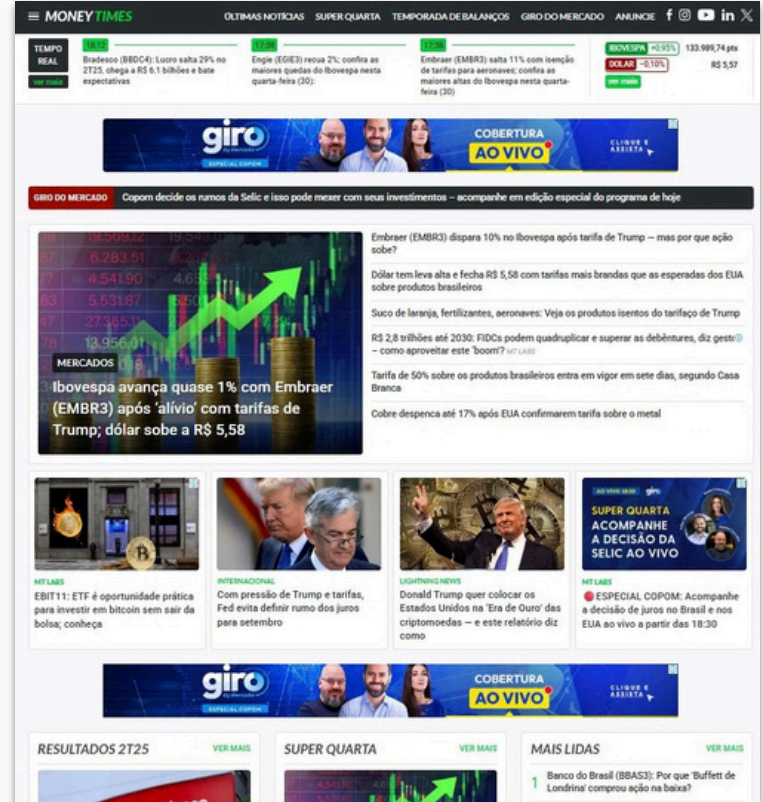 MONEY TIMES
ÚLTIMAS NOTÍCIAS SUPER QUARTA TEMPORADA DE BALANÇOS GIRO DO MERCADO ANUNCIE
TEMPO
REAL
ver mais
18:12
Bradesco (BBDC4): Lucro salta 29% no
2T25, chega a R$ 6,1 bilhões e bate
expectativas
17:38
Engie (EGIE3) recua 2%; confira as
maiores quedas do Ibovespa nesta
quarta-feira (30):
17:38
Embraer (EMBR3) salta 11% com isenção
de tarifas para aeronaves; confira as
maiores altas do Ibovespa nesta quarta-
feira (30)
IBOVESPA +0,95% 133.989,74 pts
DOLAR -0,10% R$ 5,57
ver mais
giro
do mercado
ESPECIAL COPOM
COBERTURA
AO VIVO
CLIQUE E
ASSISTA
GIRO DO MERCADO Copom decide os rumos da Selic e isso pode mexer com seus investimentos – acompanhe em edição especial do programa de hoje
MERCADOS
Ibovespa avança quase 1% com Embraer
(EMBR3) após ‘alívio’ com tarifas de
Trump; dólar sobe a R$ 5,58
Embraer (EMBR3) dispara 10% no Ibovespa após tarifa de Trump — mas por que ação
sobe?
Dólar tem leva alta e fecha R$ 5,58 com tarifas mais brandas que as esperadas dos EUA
sobre produtos brasileiros
Suco de laranja, fertilizantes, aeronaves: Veja os produtos isentos do tarifaço de Trump
R$ 2,8 trilhões até 2030: FIDCs podem quadruplicar e superar as debêntures, diz gestor
– como aproveitar este ‘boom’? MT LABS
Tarifa de 50% sobre os produtos brasileiros entra em vigor em sete dias, segundo Casa
Branca
Cobre despenca até 17% após EUA confirmarem tarifa sobre o metal
MT LABS
EBIT11: ETF é oportunidade prática
para investir em bitcoin sem sair da
bolsa; conheça
INTERNACIONAL
Com pressão de Trump e tarifas,
Fed evita definir rumo dos juros
para setembro
LIGHTNING NEWS
Donald Trump quer colocar os
Estados Unidos na ‘Era de Ouro’ das
criptomoedas — e este relatório diz
como
AO VIVO 18:30 giro
SUPER QUARTA
ACOMPANHE
A DECISÃO DA
SELIC AO VIVO
MT LABS
ESPECIAL COPOM: Acompanhe
a decisão de juros no Brasil e nos
EUA ao vivo a partir das 18:30
giro
do mercado
ESPECIAL COPOM
COBERTURA
AO VIVO
CLIQUE E
ASSISTA
RESULTADOS 2T25 VER MAIS
SUPER QUARTA VER MAIS
MAIS LIDAS VER MAIS
1 Banco do Brasil (BBAS3): Por que ‘Buffett de
Londrina’ comprou ação na baixa?